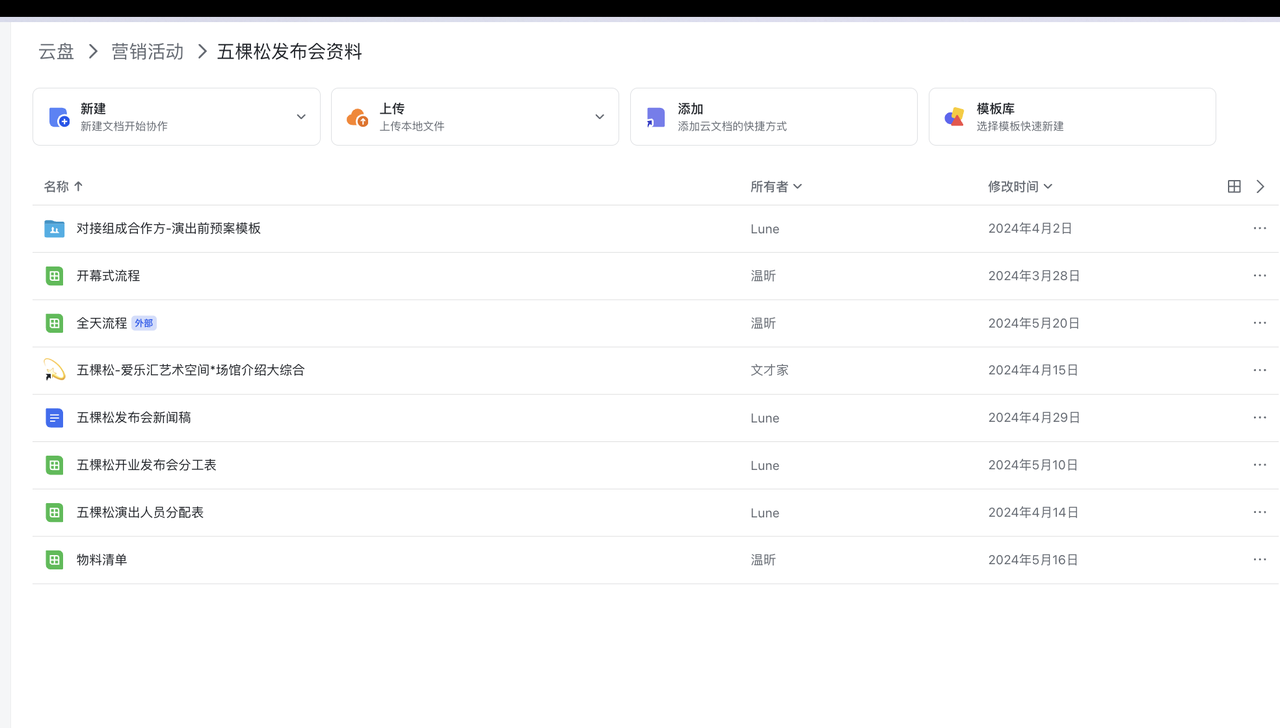 云盘 > 营销活动 > 五棵松发布会资料
新建
新建文档开始协作
上传
上传本地文件
添加
添加云文档的快捷方式
模板库
选择模板快速新建
名称 ↑ 所有者 修改时间
对接组成合作方-演出前预案模板 Lune 2024年4月2日 ···
开幕式流程 温昕 2024年3月28日 ···
全天流程 外部 温昕 2024年5月20日 ···
五棵松-爱乐汇艺术空间*场馆介绍大综合 文才家 2024年4月15日 ···
五棵松发布会新闻稿 Lune 2024年4月29日 ···
五棵松开业发布会分工表 Lune 2024年5月10日 ···
五棵松演出人员分配表 Lune 2024年4月14日 ···
物料清单 温昕 2024年5月16日 ···